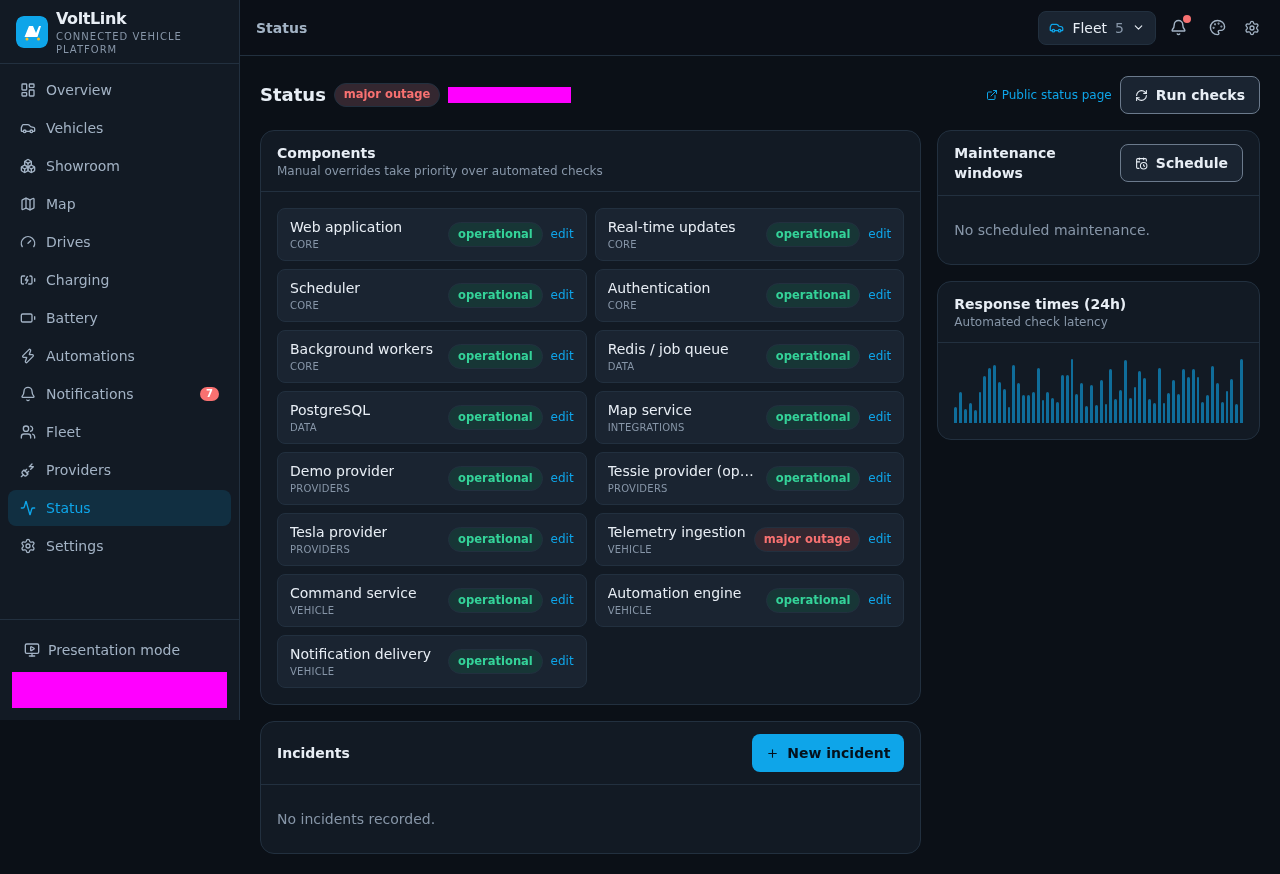 VoltLink
CONNECTED VEHICLE
PLATFORM
Overview
Vehicles
Showroom
Map
Drives
Charging
Battery
Automations
Notifications 7
Fleet
Providers
Status
Settings
Presentation mode
Status
Fleet 5
Status major outage
Public status page
Run checks
Components
Manual overrides take priority over automated checks
Web application
CORE
operational edit
Real-time updates
CORE
operational edit
Scheduler
CORE
operational edit
Authentication
CORE
operational edit
Background workers
CORE
operational edit
Redis / job queue
DATA
operational edit
PostgreSQL
DATA
operational edit
Map service
INTEGRATIONS
operational edit
Demo provider
PROVIDERS
operational edit
Tessie provider (op...
PROVIDERS
operational edit
Tesla provider
PROVIDERS
operational edit
Telemetry ingestion
VEHICLE
major outage edit
Command service
VEHICLE
operational edit
Automation engine
VEHICLE
operational edit
Notification delivery
VEHICLE
operational edit
Incidents
New incident
No incidents recorded.
Maintenance
windows
Schedule
No scheduled maintenance.
Response times (24h)
Automated check latency